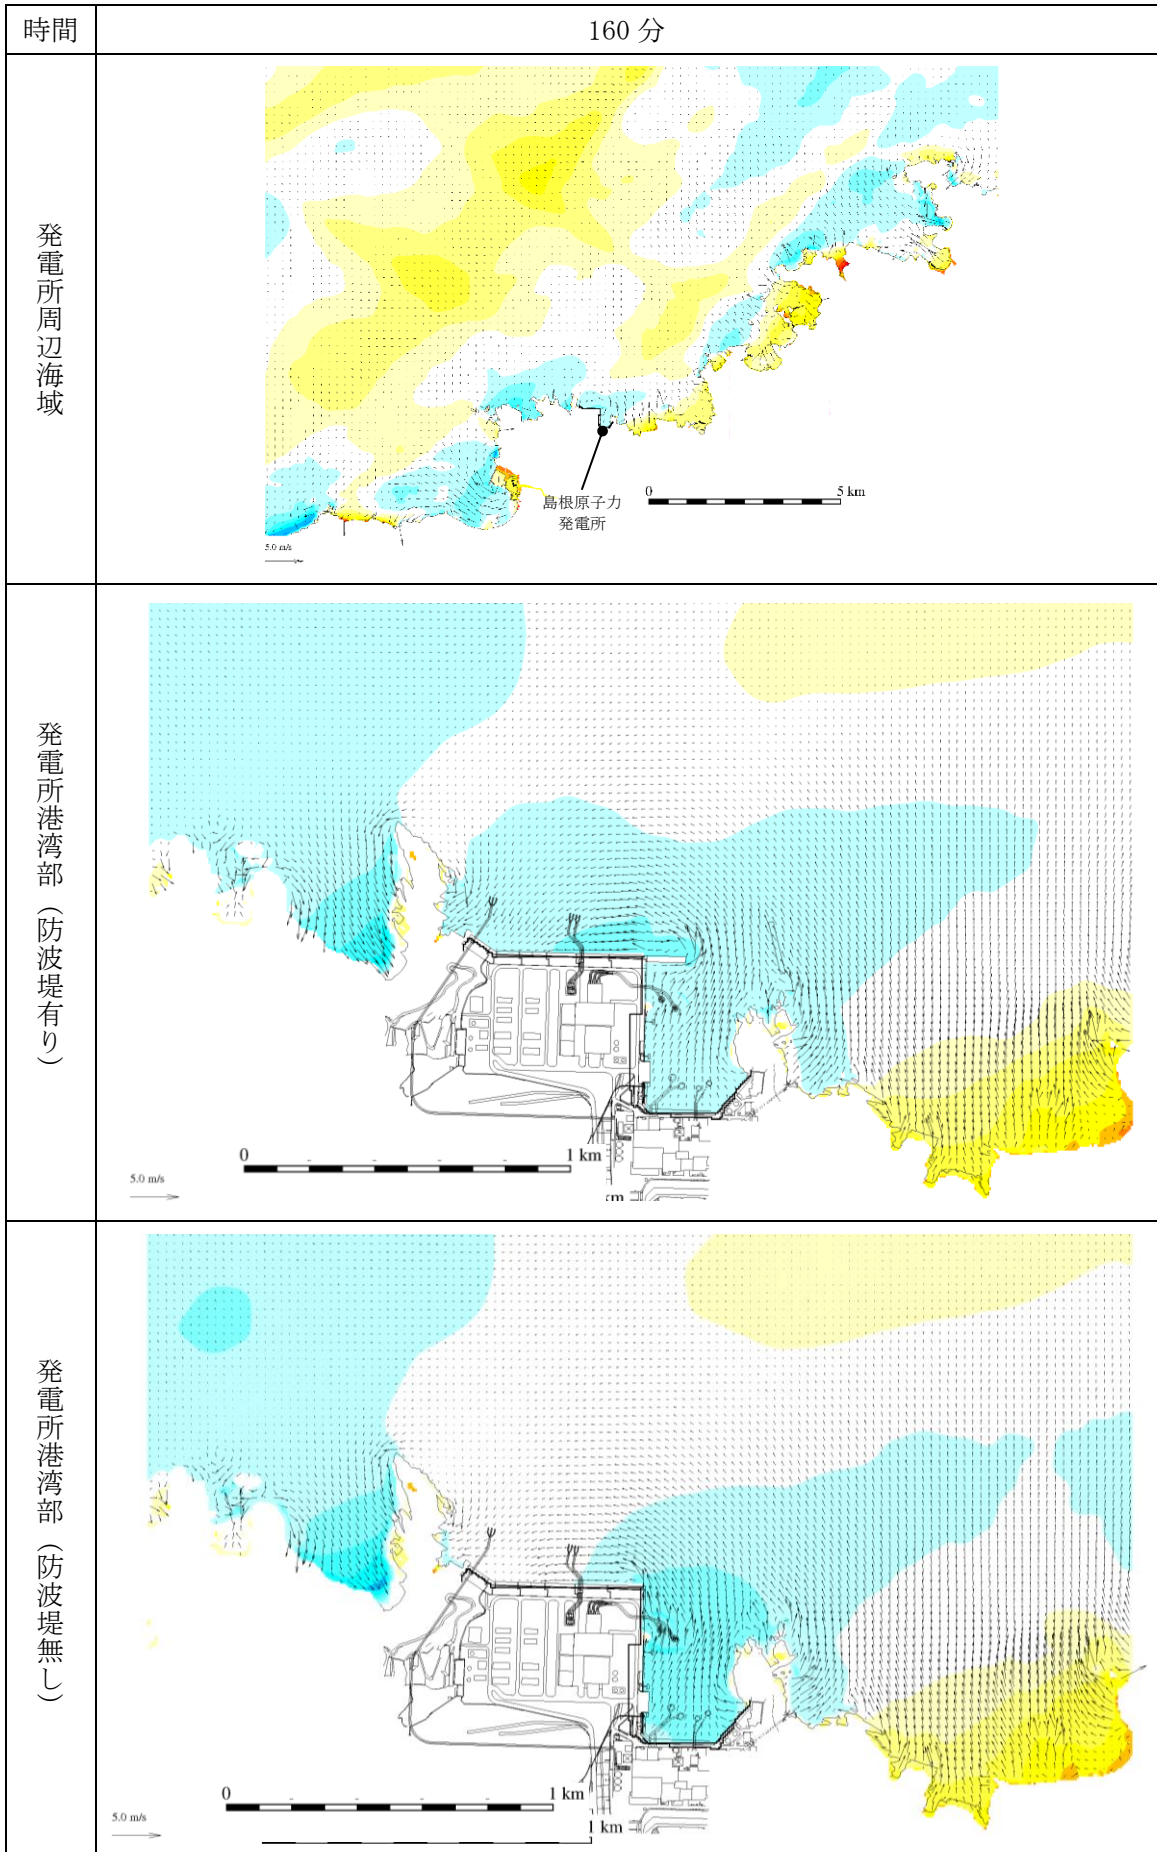 時間
160 分
発電所周辺海域
島根原子力
発電所
0
5 km
5.0 m/s
発電所港湾部（防波堤有り）
0
1 km
5.0 m/s
km
発電所港湾部（防波堤無し）
0
1 km
5.0 m/s
1 km